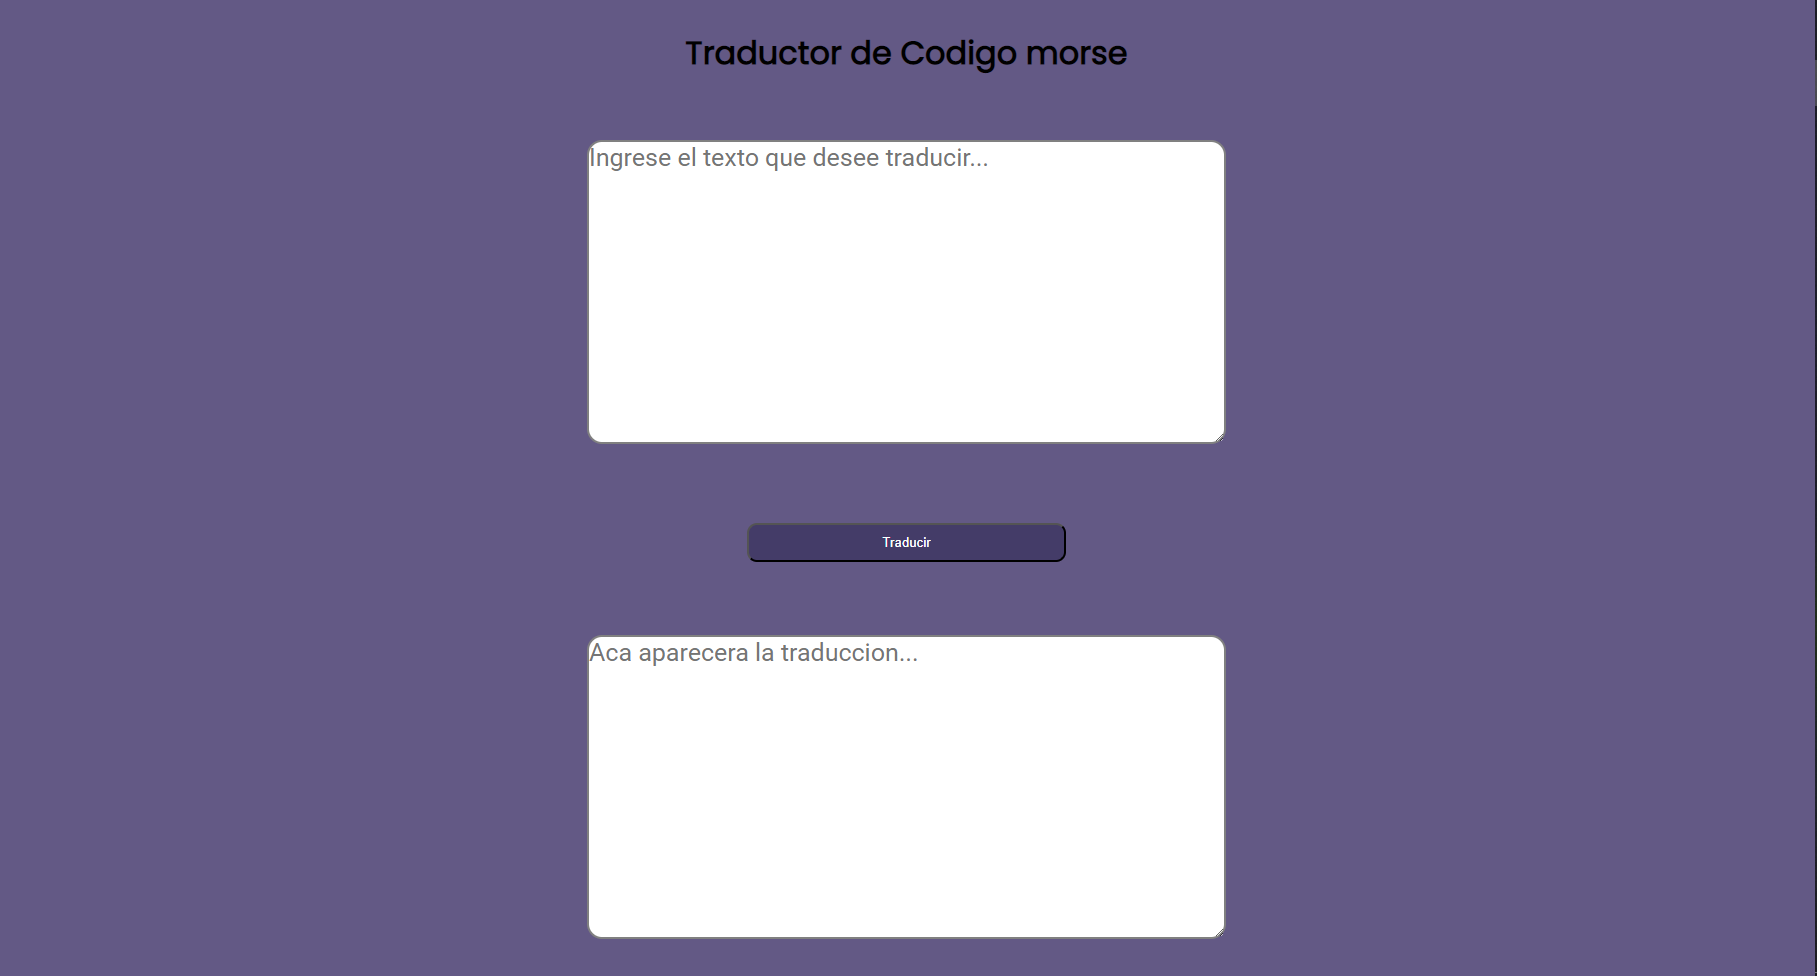 Traductor de Codigo morse
Ingrese el texto que desee traducir...
Traducir
Aca aparecera la traduccion...